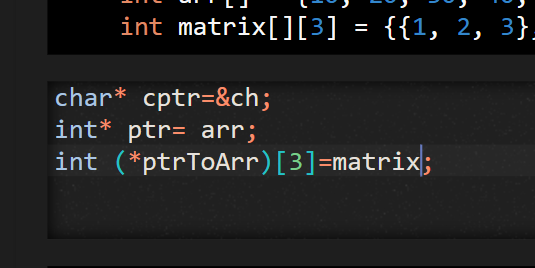 int matrix[][3] = {{1, 2, 3},
char* cptr=&ch;
int* ptr= arr;
int (*ptrToArr)[3]=matrix;